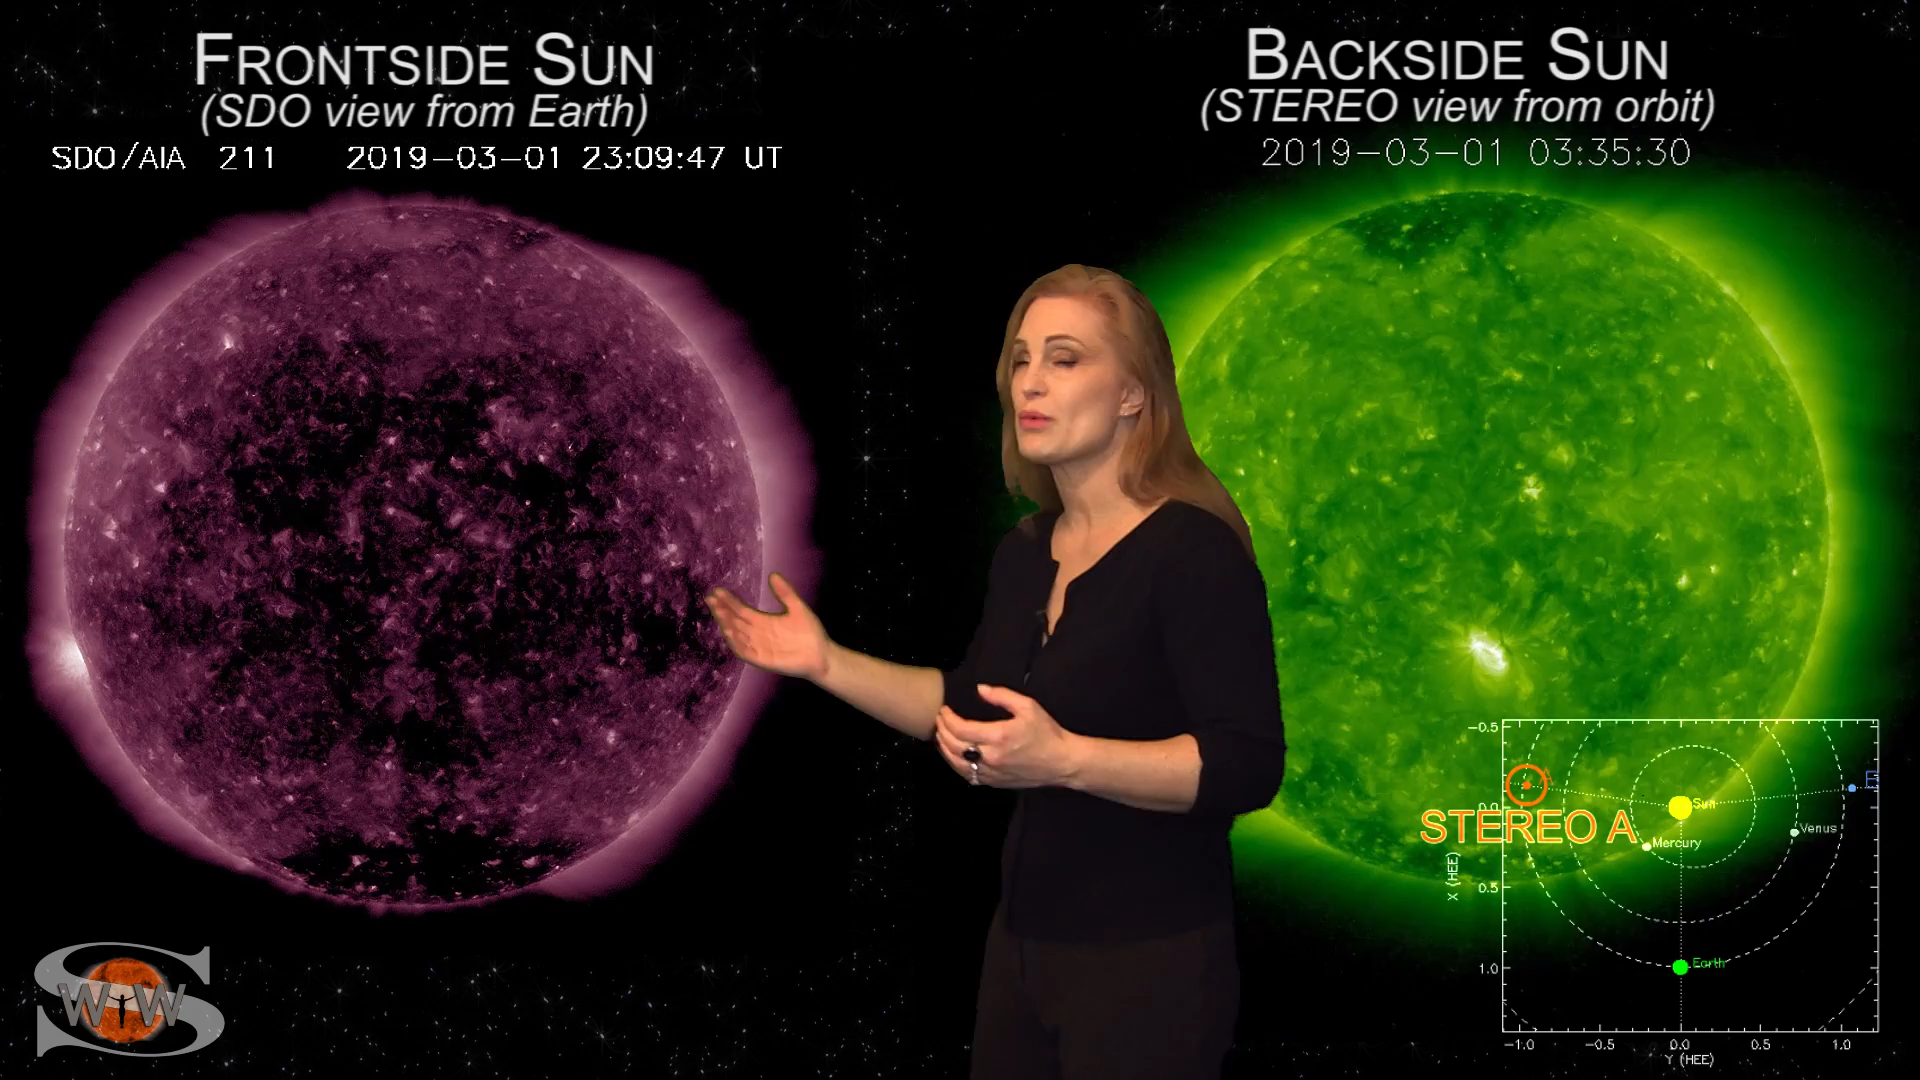 FRONTSIDE SUN
(SDO view from Earth)
SDO/AIA 211 2019-03-01 23:09:47 UT
BACKSIDE SUN
(STEREO view from orbit)
2019-03-01 03:35:30
-0.5
0.0
0.5
1.0
X (HEE)
A
STEREO A
Sun
Mercury
Venus
Earth
-1.0 -0.5 0.0 0.5 1.0
Y (HEE)
S
WW